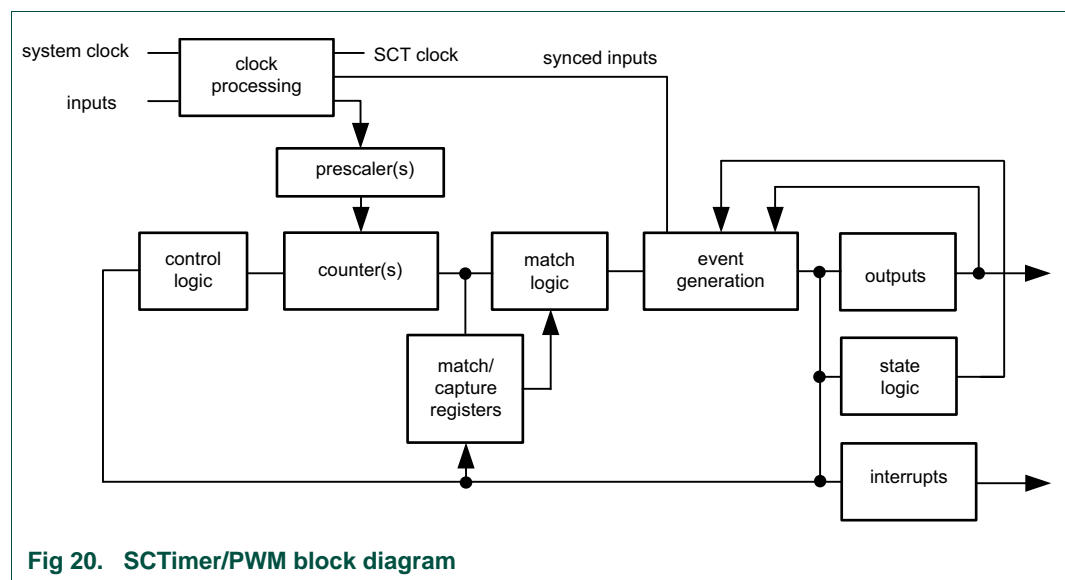 system clock
inputs
clock
processing
SCT clock
synced inputs
prescaler(s)
control
logic
counter(s)
match
logic
event
generation
outputs
match/
capture
registers
state
logic
interrupts
Fig 20. SCTimer/PWM block diagram